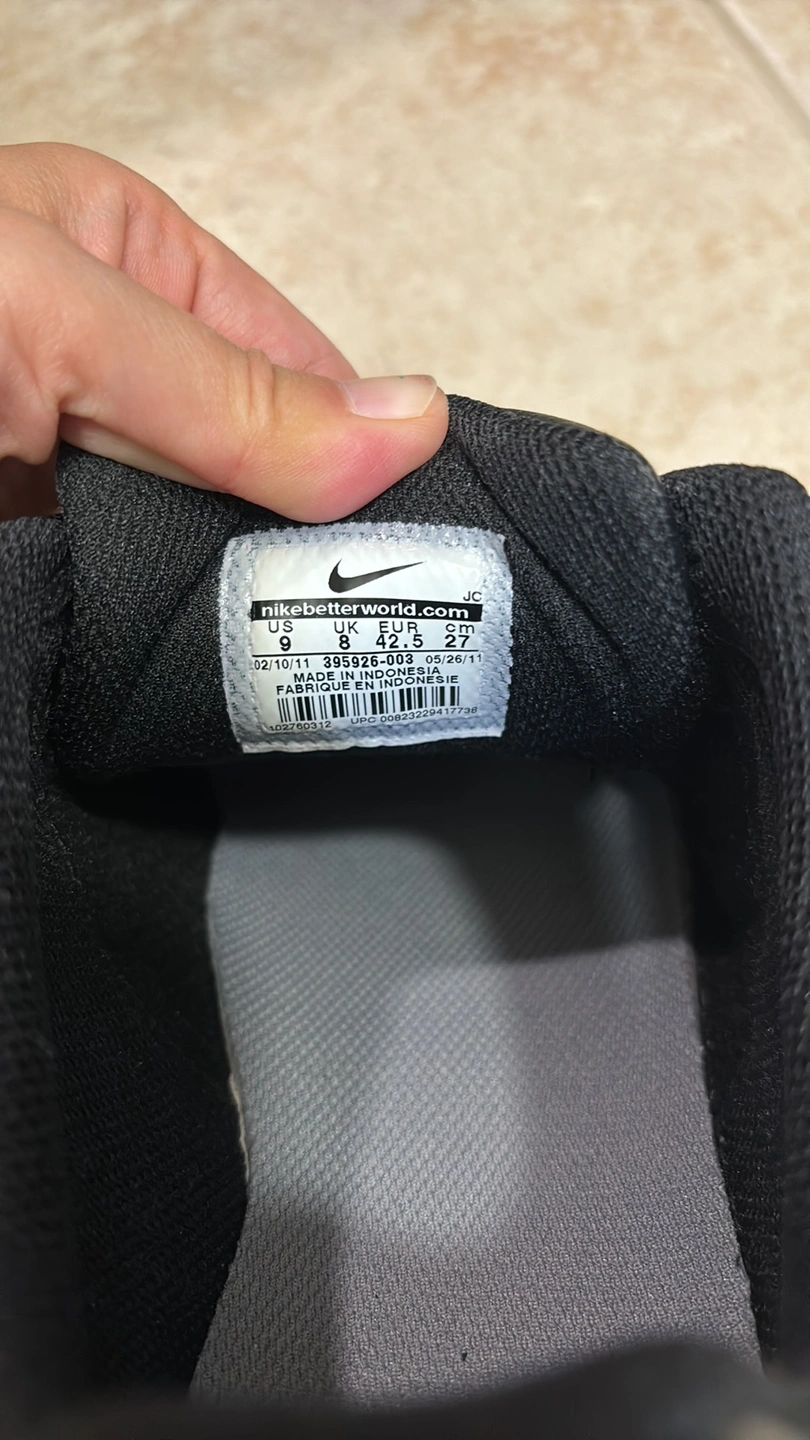 JC
nikebetterworld.com
US UK EUR cm
9 8 42.5 27
02/10/11 395926-003 05/26/11
MADE IN INDONESIA
FABRIQUE EN INDONESIE
102760312 UPC 00823229417738